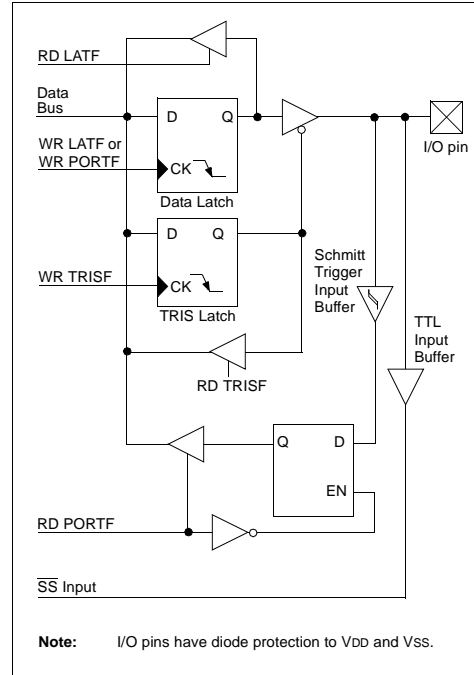 RD LATF
Data
Bus
D Q
I/O pin
WR LATF or
WR PORTF
CK
Data Latch
D Q
WR TRISF
CK
TRIS Latch
Schmitt
Trigger
Input
Buffer
TTL
Input
Buffer
RD TRISF
Q D
EN
RD PORTF
SS Input
Note: I/O pins have diode protection to VDD and VSS.